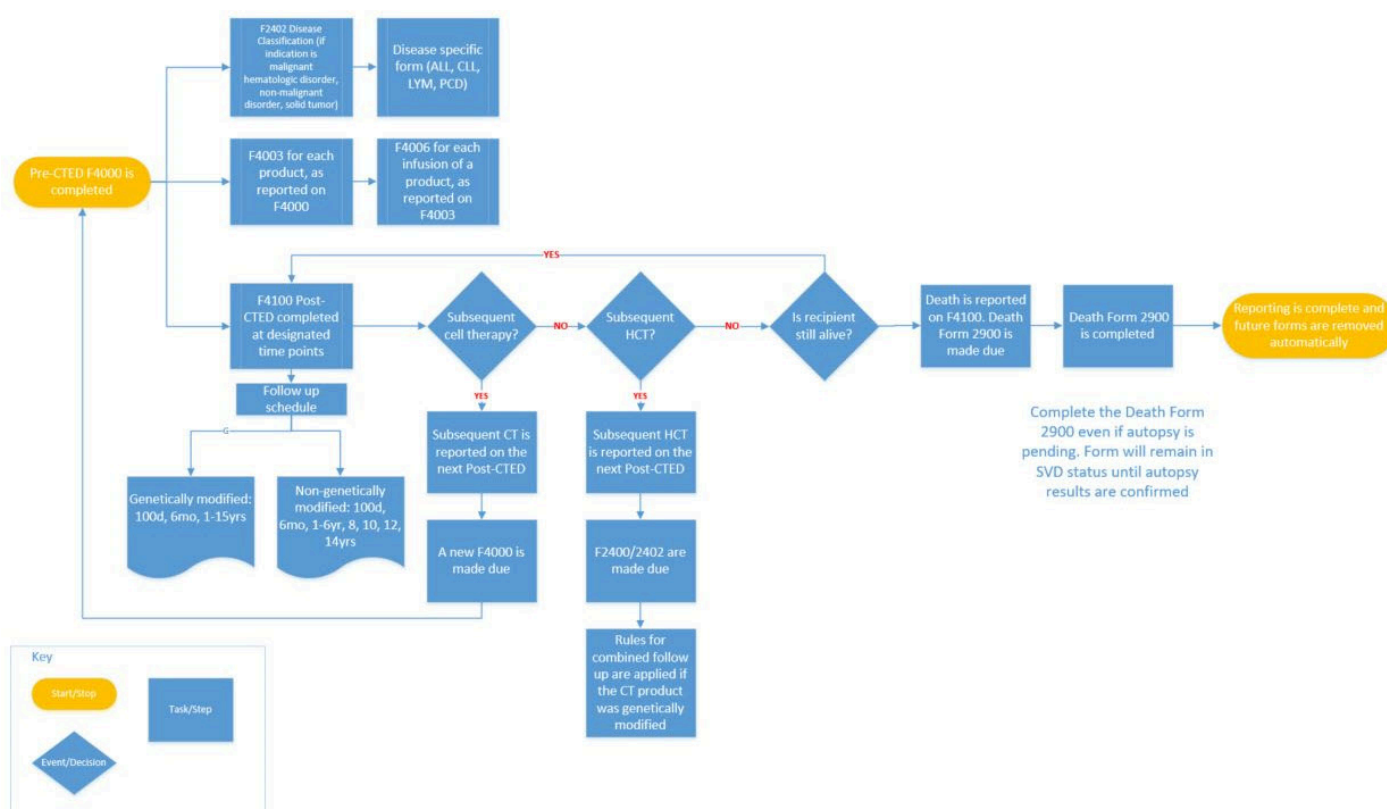 F2402 Disease
Classification (if
indication is
malignant
hematologic disorder,
non-malignant
disorder, solid tumor)
Disease specific
form (ALL, CLL,
LYM, PCD)
Pre-CTED F4000 is
completed
F4003 for each
product, as
reported on
F4000
F4006 for each
infusion of a
product, as
reported on
F4003
YES
F4100 Post-
CTED completed
at designated
time points
Subsequent
cell therapy?
NO
Subsequent
HCT?
NO
Is recipient
still alive?
Death is reported
on F4100. Death
Form 2900 is
made due
Death Form 2900
is completed
Reporting is complete and
future forms are removed
automatically
Follow up
schedule
G
YES
YES
Genetically modified:
100d, 6mo, 1-15yrs
Non-genetically
modified: 100d,
6mo, 1-6yr, 8, 10, 12,
14yrs
Subsequent CT is
reported on the
next Post-CTED
Subsequent HCT
is reported on the
next Post-CTED
Complete the Death Form
2900 even if autopsy is
pending. Form will remain in
SVD status until autopsy
results are confirmed
A new F4000 is
made due
F2400/2402 are
made due
Rules for
combined follow
up are applied if
the CT product
was genetically
modified
Key
Start/Stop
Task/Step
Event/Decision